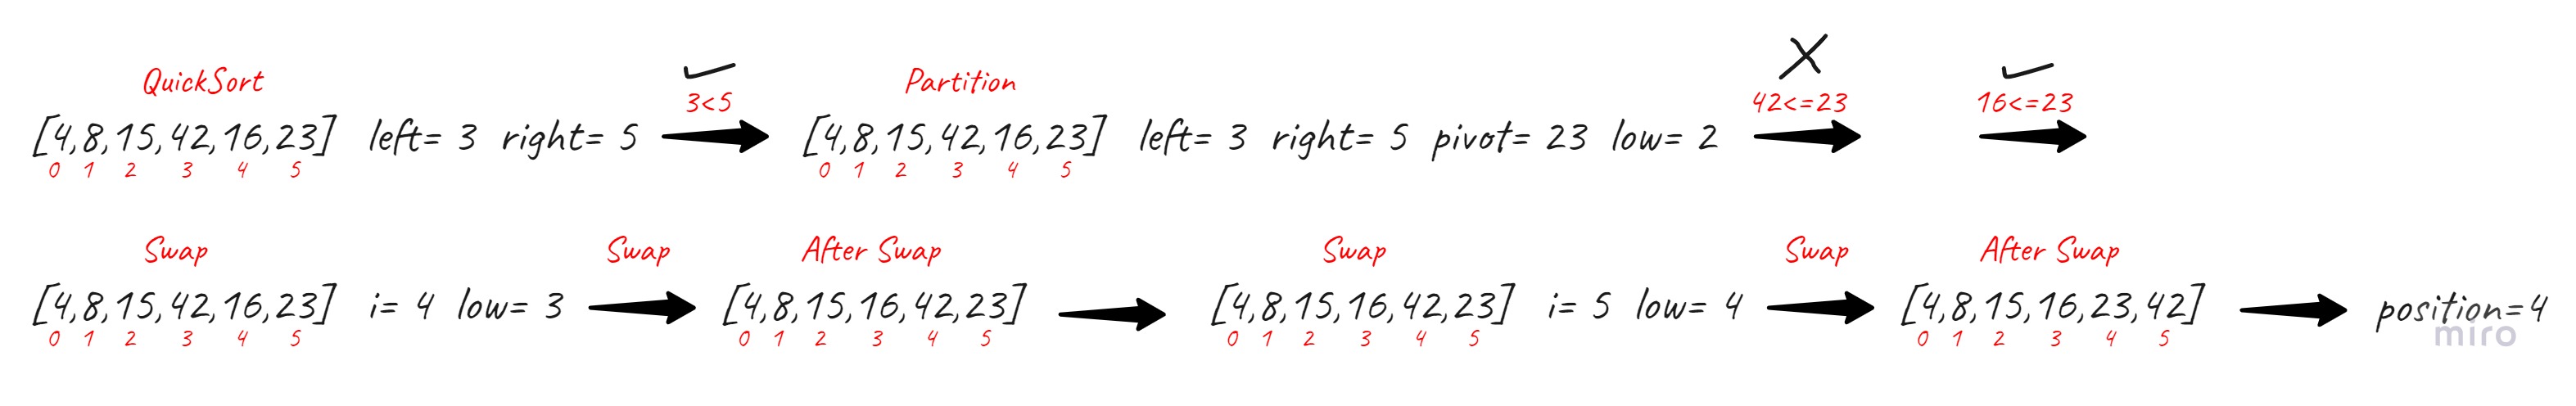 QuickSort 3<5 Partition 42<=23 16<=23
[4,8,15,42,16,23] left= 3 right= 5 [4,8,15,42,16,23] left= 3 right= 5 pivot= 23 low= 2
0 1 2 3 4 5 0 1 2 3 4 5
Swap Swap After Swap Swap Swap After Swap
[4,8,15,42,16,23] i= 4 low= 3 [4,8,15,16,42,23] [4,8,15,16,42,23] i= 5 low= 4 [4,8,15,16,23,42] position=4
0 1 2 3 4 5 0 1 2 3 4 5 0 1 2 3 4 5 0 1 2 3 4 5
miro